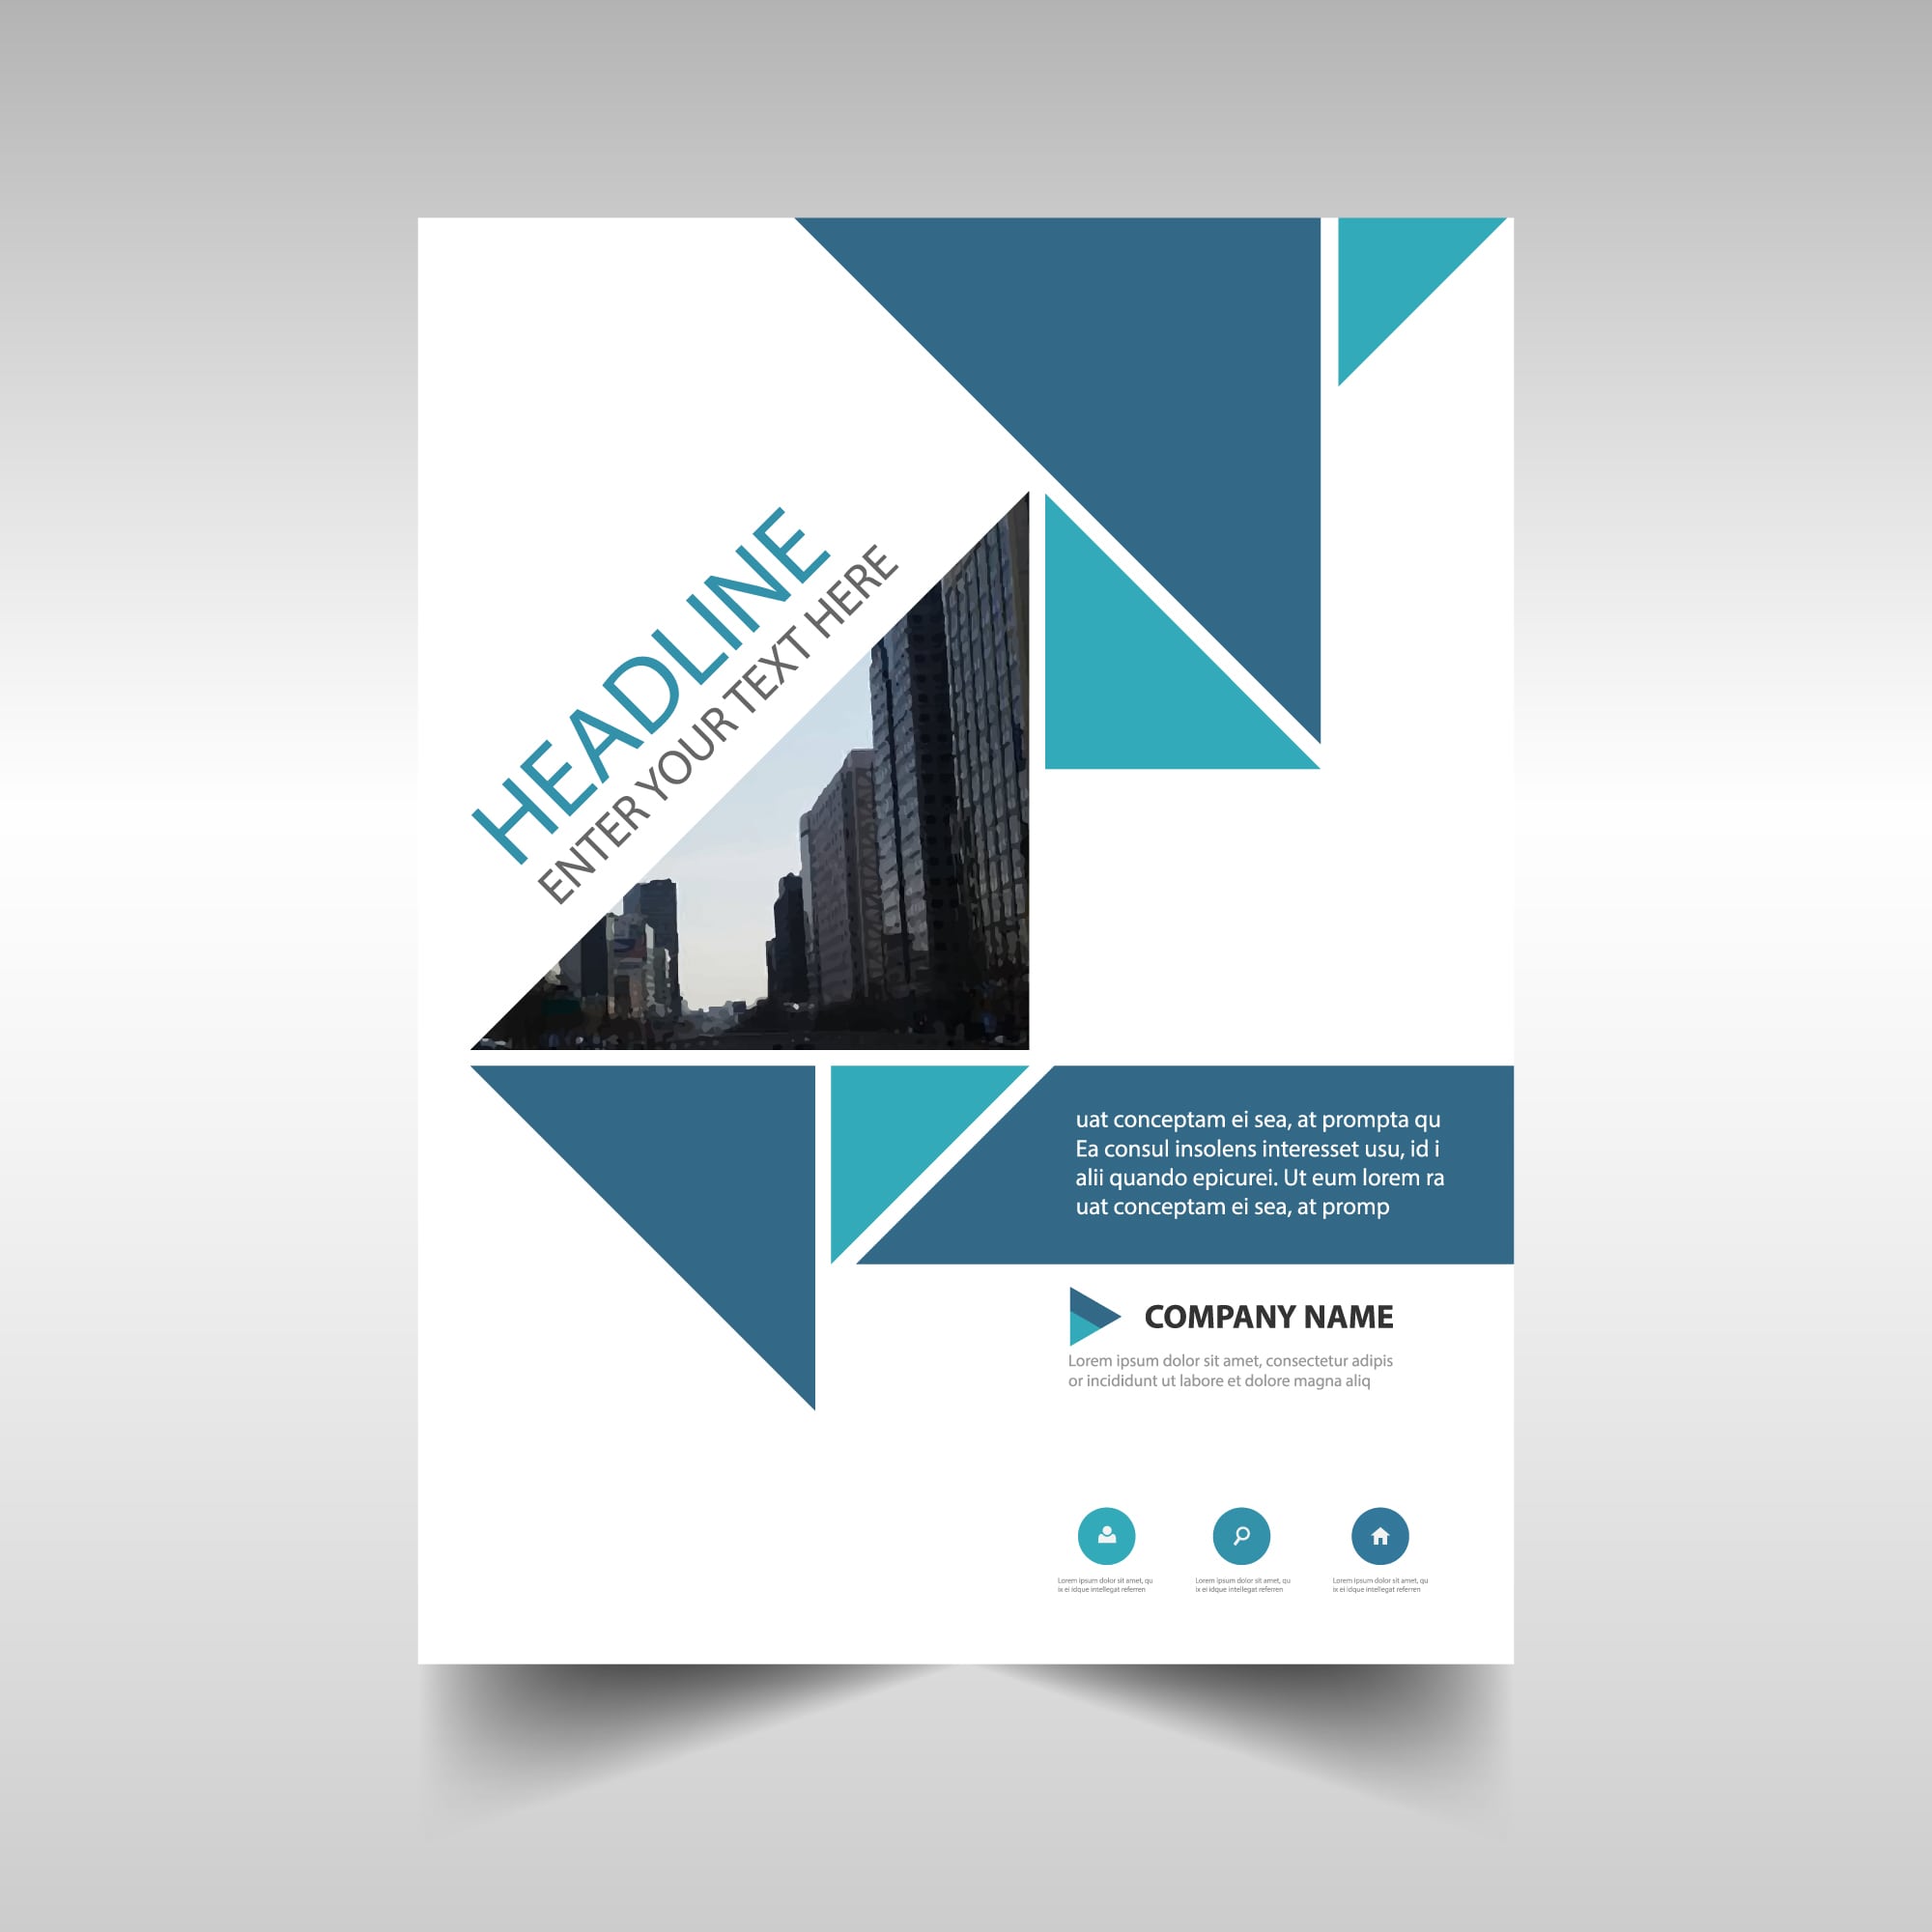 HEADLINE
ENTER YOUR TEXT HERE
uat conceptam ei sea, at prompta qu
Ea consul insolens interesset usu, id i
alii quando epicurei. Ut eum lorem ra
uat conceptam ei sea, at promp
COMPANY NAME
Lorem ipsum dolor sit amet, consectetur adipis
or incididunt ut labore et dolore magna aliq
Lorem ipsum dolor sit amet, qu
ix ei idque intellegat referren
Lorem ipsum dolor sit amet, qu
ix ei idque intellegat referren
Lorem ipsum dolor sit amet, qu
ix ei idque intellegat referren